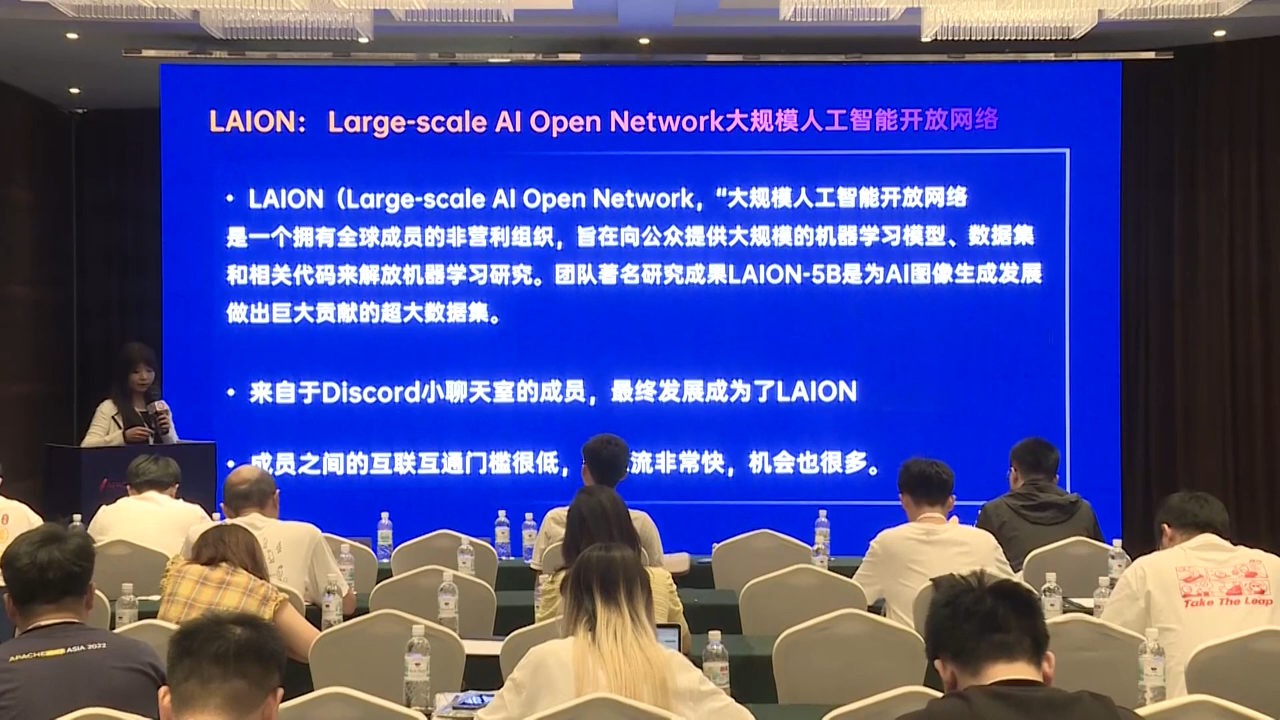 LAION： Large-scale AI Open Network大规模人工智能开放网络
• LAION（Large-scale AI Open Network，“大规模人工智能开放网络
是一个拥有全球成员的非营利组织，旨在向公众提供大规模的机器学习模型、数据集
和相关代码来解放机器学习研究。团队著名研究成果LAION-5B是为AI图像生成发展
做出巨大贡献的超大数据集。
• 来自于Discord小聊天室的成员，最终发展成为了LAION
• 成员之间的互联互通门槛很低，流非常快，机会也很多。
Take The Leap
ASIA 2022